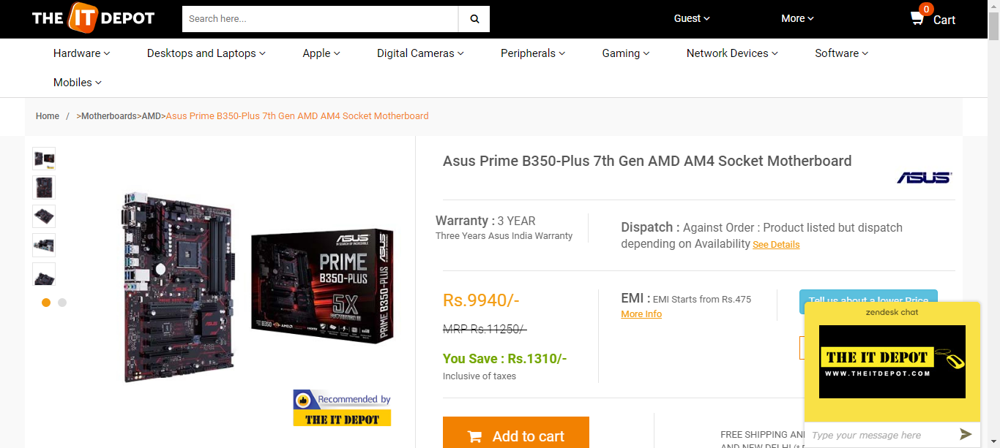 THE IT DEPOT
Search here...
Guest
More
0
Cart
Hardware
Desktops and Laptops
Apple
Digital Cameras
Peripherals
Gaming
Network Devices
Software
Mobiles
Home / >Motherboards>AMD>Asus Prime B350-Plus 7th Gen AMD AM4 Socket Motherboard
Asus Prime B350-Plus 7th Gen AMD AM4 Socket Motherboard
ASUS
Warranty : 3 YEAR
Three Years Asus India Warranty
Dispatch : Against Order : Product listed but dispatch
depending on Availability See Details
ASUS
PRIME
B350-PLUS
5X
PROTECTION III
B350
AMD
ASUS
PRIME B350-PLUS
Recommended by
THE IT DEPOT
Rs.9940/-
MRP Rs.11250/-
You Save : Rs.1310/-
Inclusive of taxes
EMI : EMI Starts from Rs.475
More Info
Tell us about a lower Price
Add to cart
FREE SHIPPING AN
AND NEW DELHI
zendesk chat
THE IT DEPOT
WWW.THEITDEPOT.COM
Type your message here